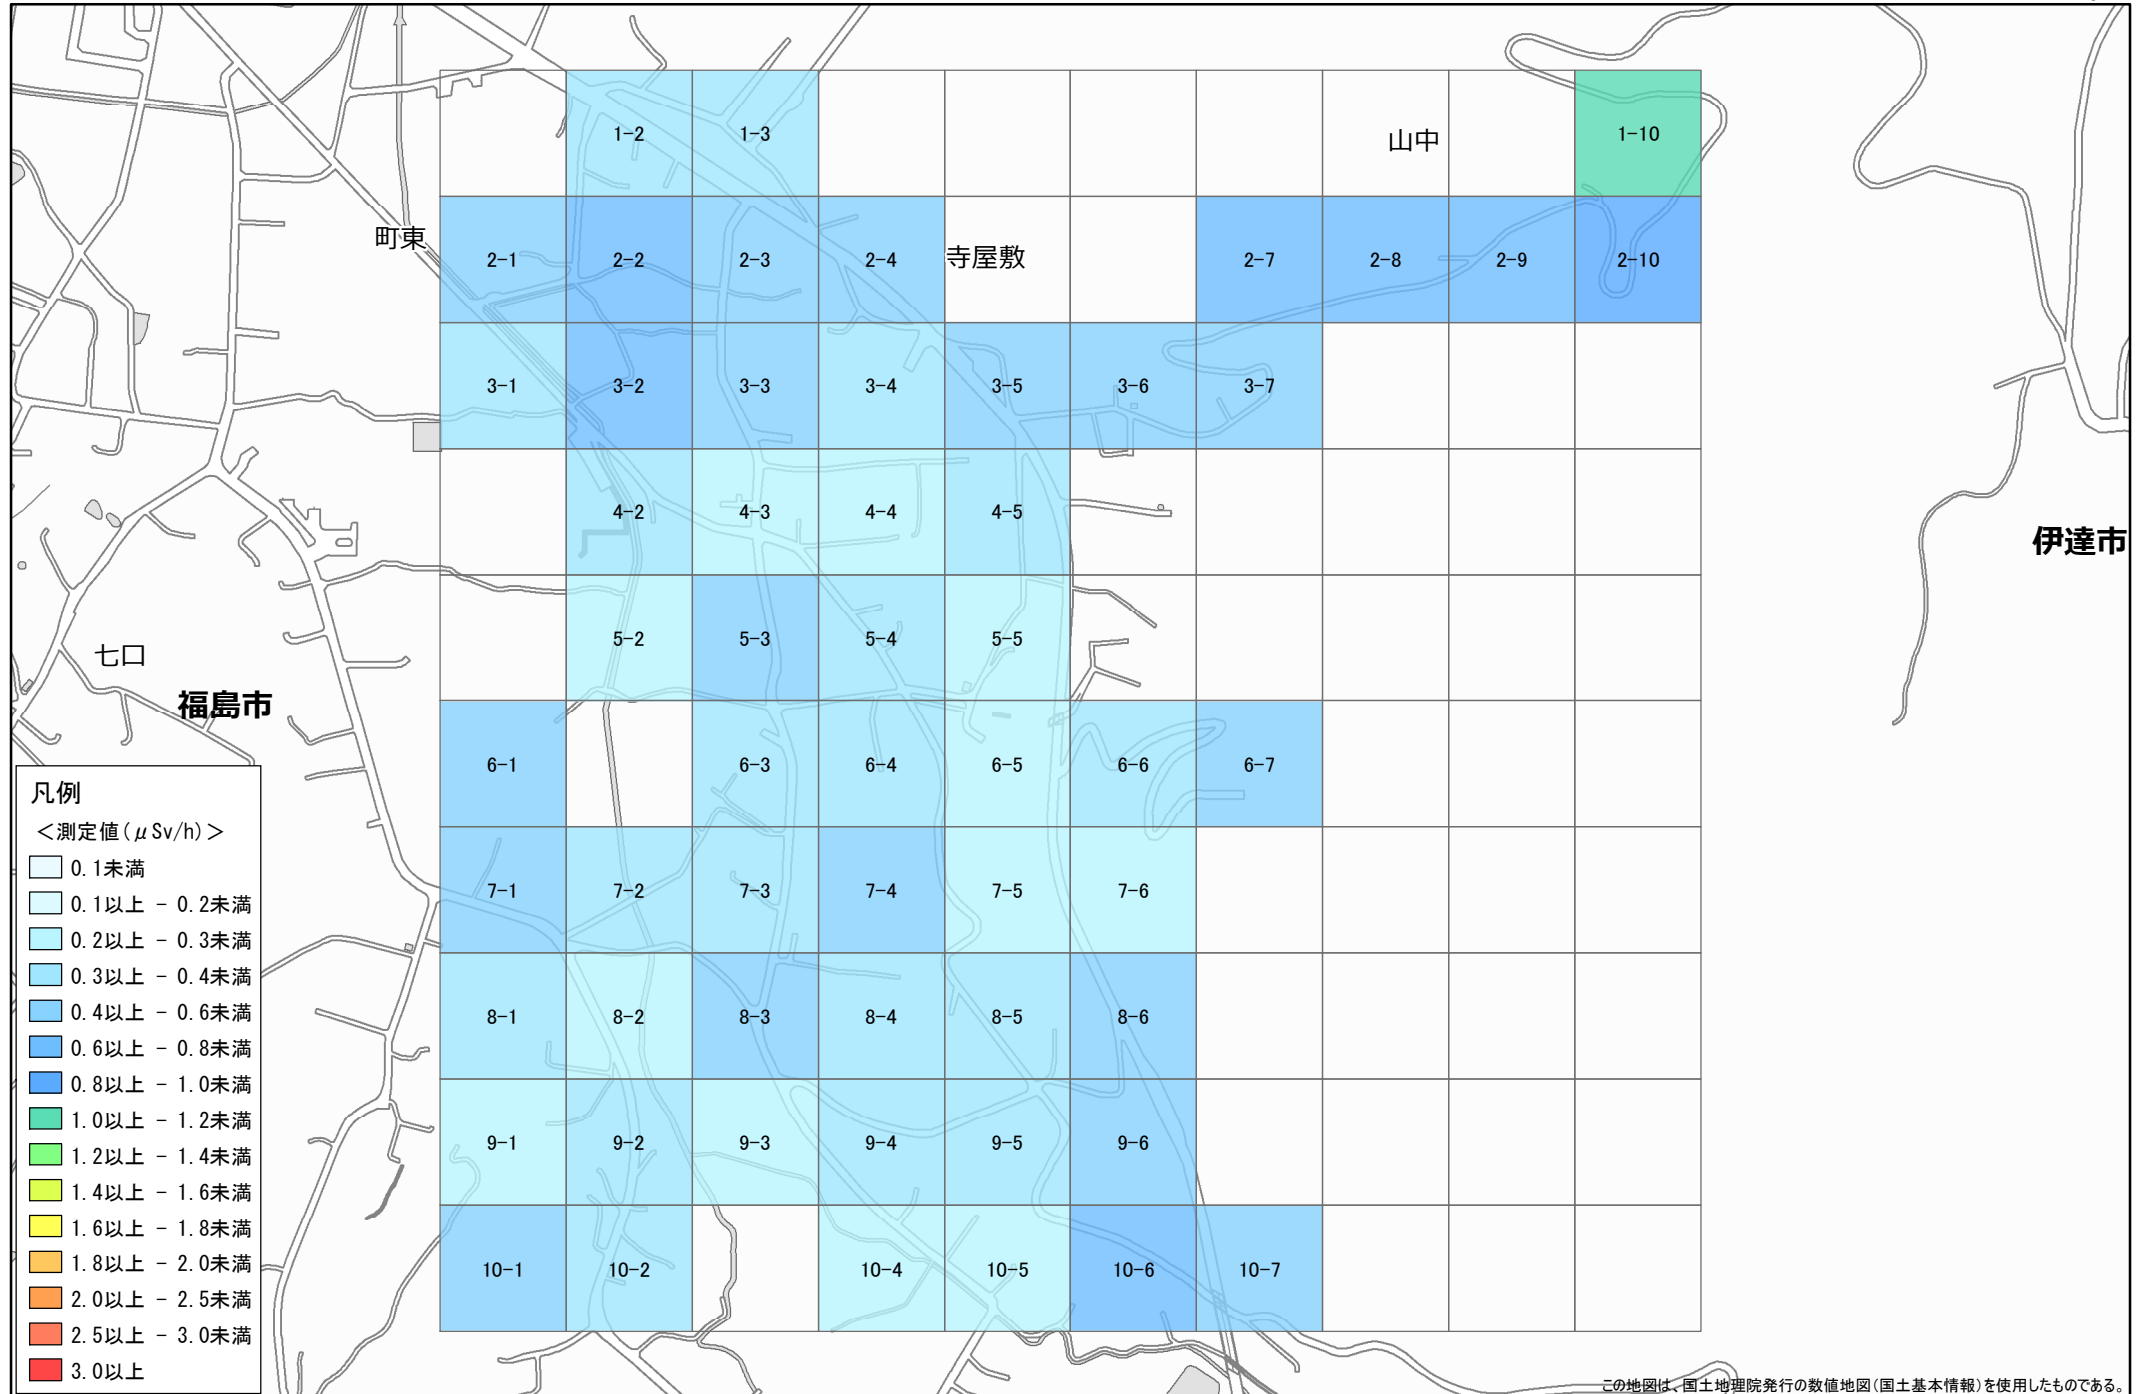 1-2 1-3 山中 1-10
町東 2-1 2-2 2-3 2-4 寺屋敷 2-7 2-8 2-9 2-10
3-1 3-2 3-3 3-4 3-5 3-6 3-7
4-2 4-3 4-4 4-5
伊達市
5-2 5-3 5-4 5-5
七口
福島市
6-1 6-3 6-4 6-5 6-6 6-7
7-1 7-2 7-3 7-4 7-5 7-6
8-1 8-2 8-3 8-4 8-5 8-6
9-1 9-2 9-3 9-4 9-5 9-6
10-1 10-2 10-4 10-5 10-6 10-7
凡例
＜測定値(μSv/h)＞
0.1未満
0.1以上 - 0.2未満
0.2以上 - 0.3未満
0.3以上 - 0.4未満
0.4以上 - 0.6未満
0.6以上 - 0.8未満
0.8以上 - 1.0未満
1.0以上 - 1.2未満
1.2以上 - 1.4未満
1.4以上 - 1.6未満
1.6以上 - 1.8未満
1.8以上 - 2.0未満
2.0以上 - 2.5未満
2.5以上 - 3.0未満
3.0以上
この地図は、国土地理院発行の数値地図(国土基本情報)を使用したものである。